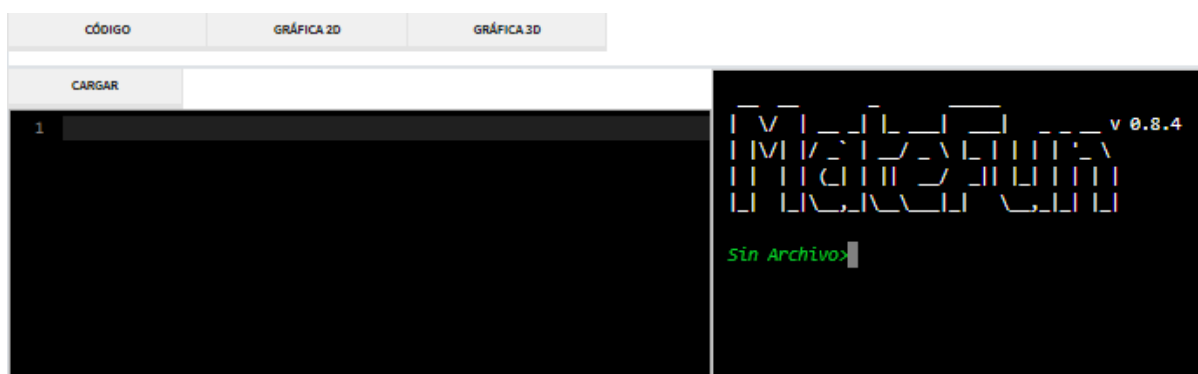 CÓDIGO GRÁFICA 2D GRÁFICA 3D
CARGAR
1
MateFun v 0.8.4
Sin Archivo>